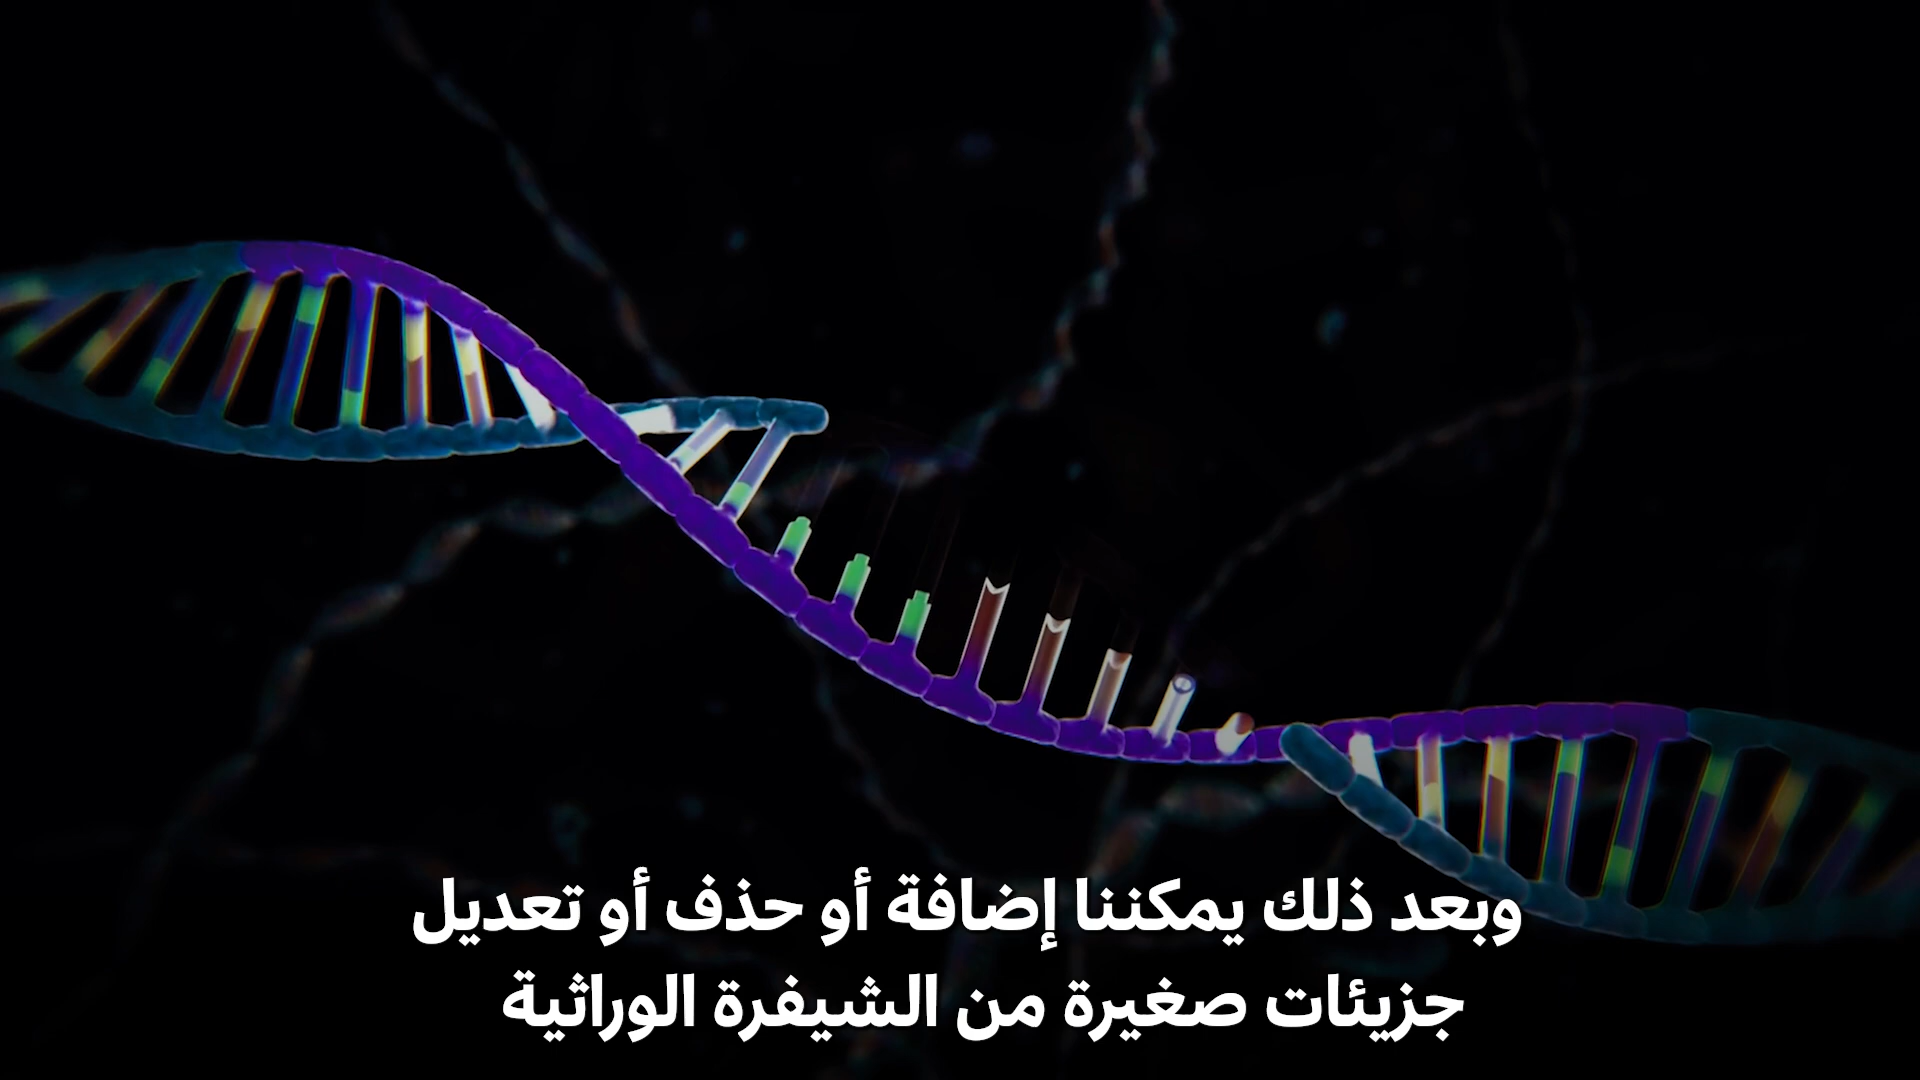 وبعد ذلك يمكننا إضافة أو حذف أو تعديل
جزيئات صغيرة من الشيفرة الوراثية